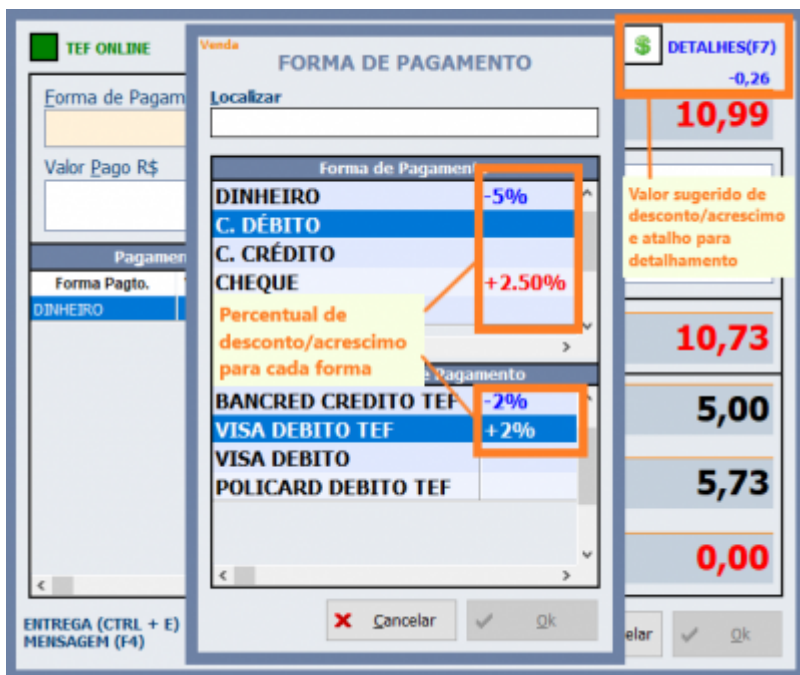 TEF ONLINE
Forma de Pagam
Valor Pago R$
Pagamen
Forma Pagto.
DINHEIRO
ENTREGA (CTRL + E)
MENSAGEM (F4)
Venda
FORMA DE PAGAMENTO
Localizar
Forma de Pagament
DINHEIRO -5%
C. DÉBITO
C. CRÉDITO
CHEQUE +2.50%
Percentual de
desconto/acrescimo
para cada forma
e Pagamento
BANCRED CREDITO TEF -2%
VISA DEBITO TEF +2%
VISA DEBITO
POLICARD DEBITO TEF
Cancelar
Ok
$ DETALHES(F7)
-0,26
10,99
Valor sugerido de
desconto/acrescimo
e atalho para
detalhamento
10,73
5,00
5,73
0,00
elar
Ok